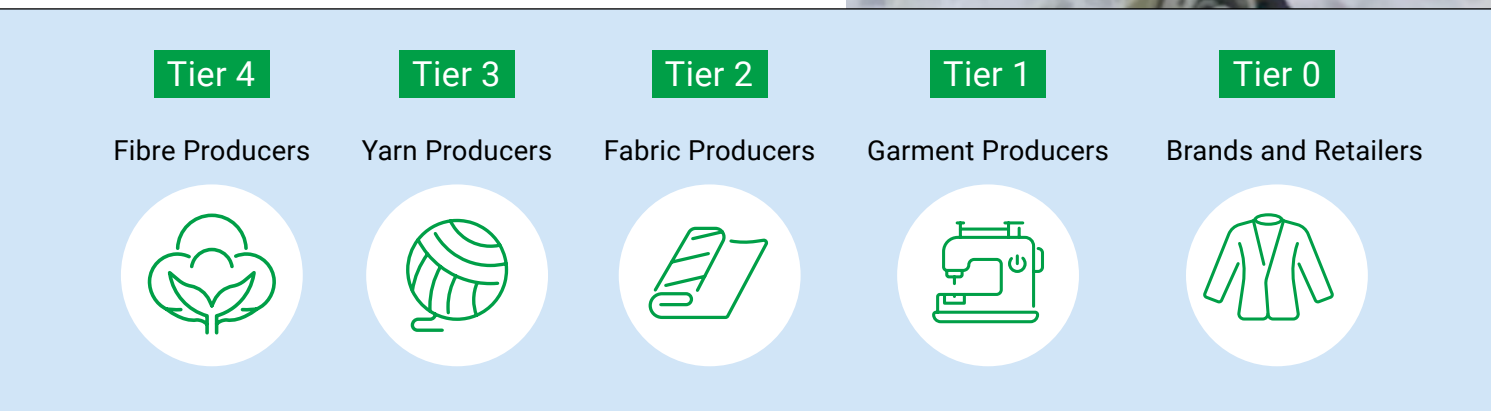 Tier 4 Tier 3 Tier 2 Tier 1 Tier 0
Fibre Producers Yarn Producers Fabric Producers Garment Producers Brands and Retailers